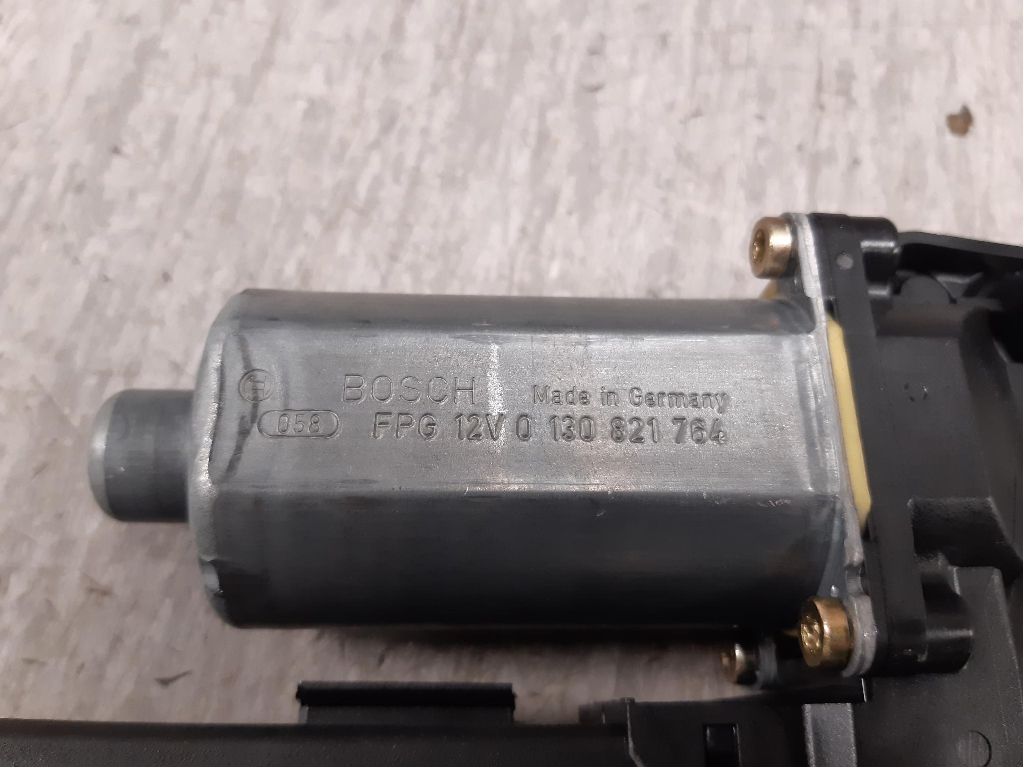 BOSCH Made in Germany
058 FPG 12V 0 130 821 764